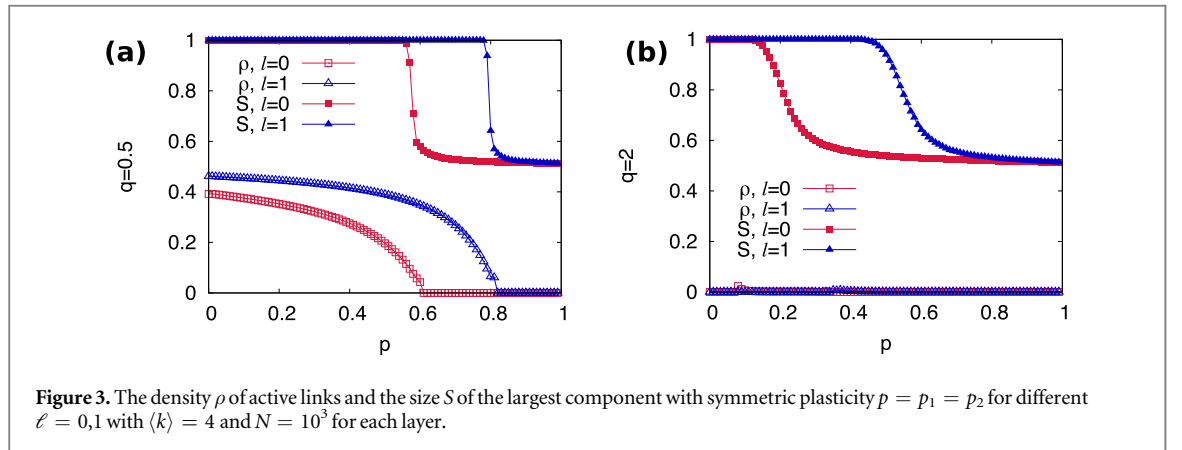 (a)
1
0.8
0.6
0.4
0.2
0
q=0.5
ρ, l=0
ρ, l=1
S, l=0
S, l=1
0 0.2 0.4 0.6 0.8 1
p
(b)
1
0.8
0.6
0.4
0.2
0
q=2
ρ, l=0
ρ, l=1
S, l=0
S, l=1
0 0.2 0.4 0.6 0.8 1
p
Figure 3. The density ρ of active links and the size S of the largest component with symmetric plasticity p = p₁ = p₂ for different
ℓ = 0,1 with ⟨k⟩ = 4 and N = 10³ for each layer.